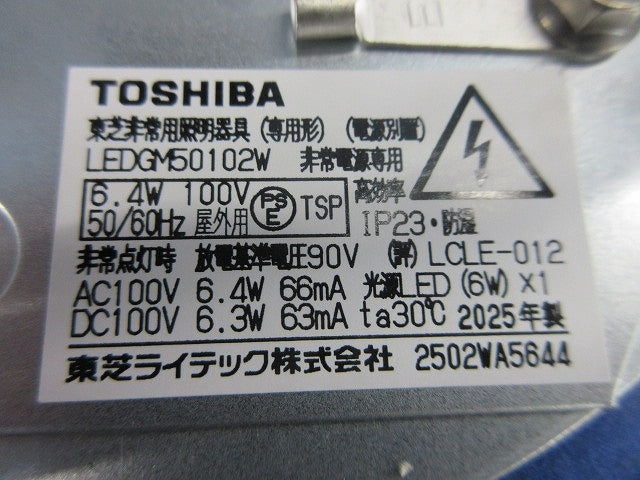 TOSHIBA
東芝非常用照明器具 (専用形) (電源別置)
LEDGM50102W 非常電源専用
6.4W 100V
50/60Hz 屋外用 PSE TSP
高効率
IP23・防湿
非常点灯時 放電基準電圧90V (評) LCLE-012
AC100V 6.4W 66mA 光源LED (6W) X1
DC100V 6.3W 63mA ta30℃ 2025年製
東芝ライテック株式会社 2502WA5644